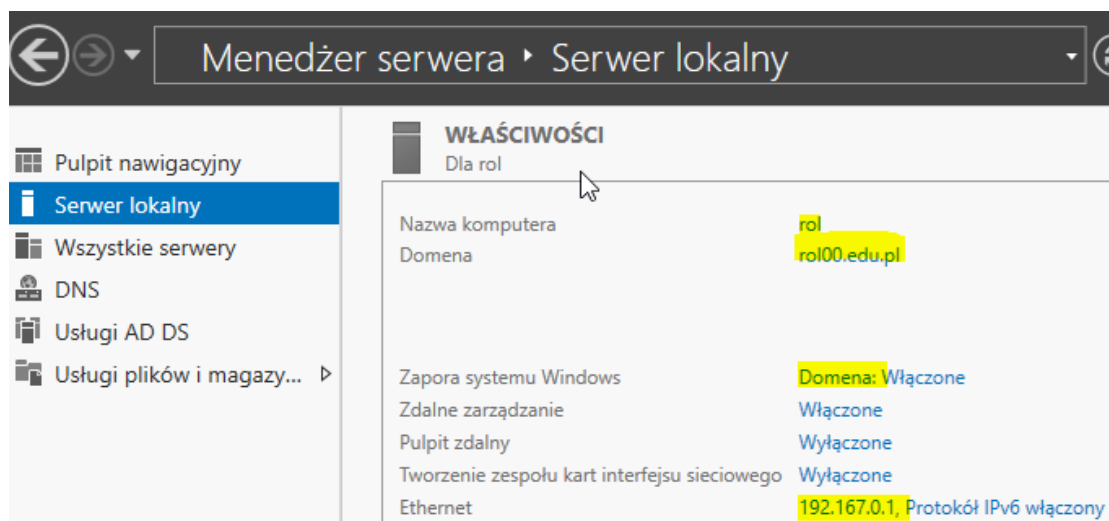 Menedżer serwera ‣ Serwer lokalny
Pulpit nawigacyjny
Serwer lokalny
Wszystkie serwery
DNS
Usługi AD DS
Usługi plików i magazy...
WŁAŚCIWOŚCI
Dla rol
Nazwa komputera rol
Domena rol00.edu.pl
Zapora systemu Windows Domena: Włączone
Zdalne zarządzanie Włączone
Pulpit zdalny Wyłączone
Tworzenie zespołu kart interfejsu sieciowego Wyłączone
Ethernet 192.167.0.1, Protokół IPv6 włączony